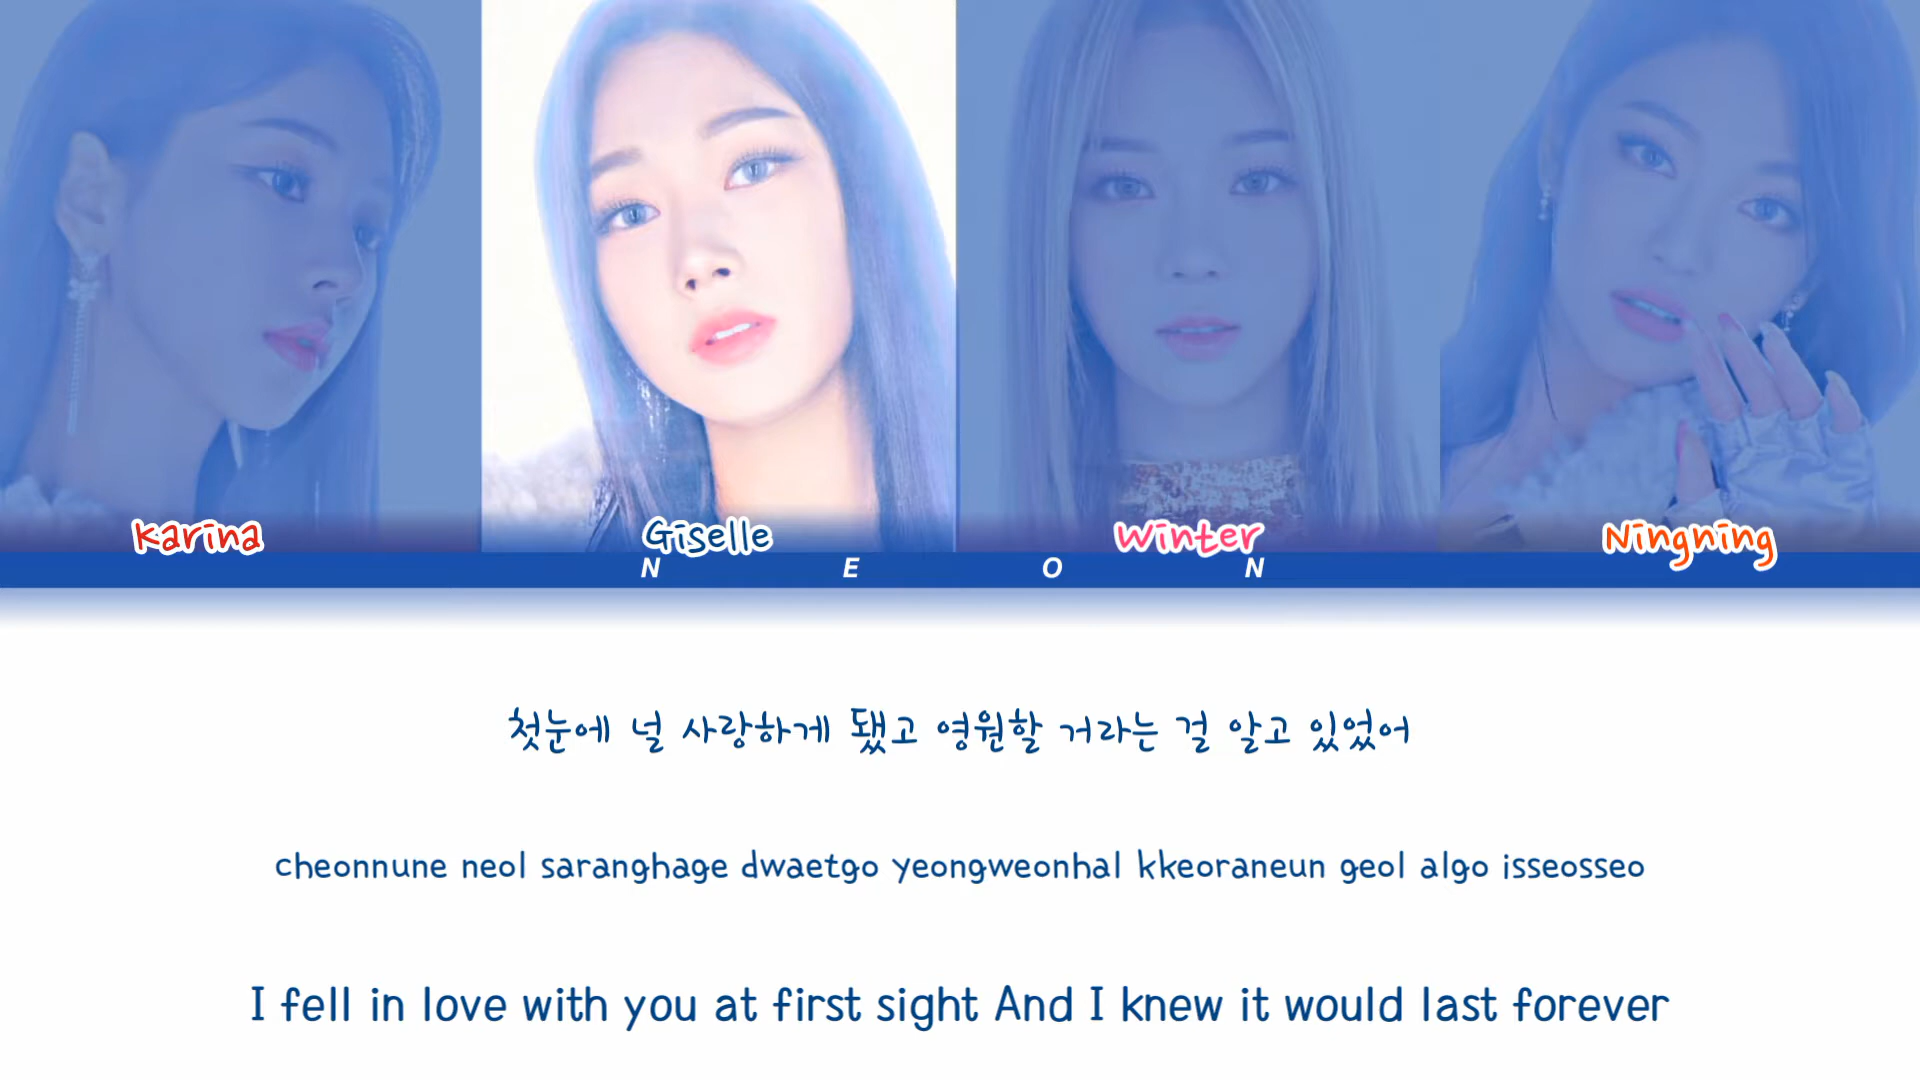 Karina Giselle Winter Ningning
N E O N
첫눈에 널 사랑하게 됐고 영원할 거라는 걸 알고 있었어
cheonnune neol saranghage dwaetgo yeongweonhal kkeoraneun geol algo isseosseo
I fell in love with you at first sight And I knew it would last forever